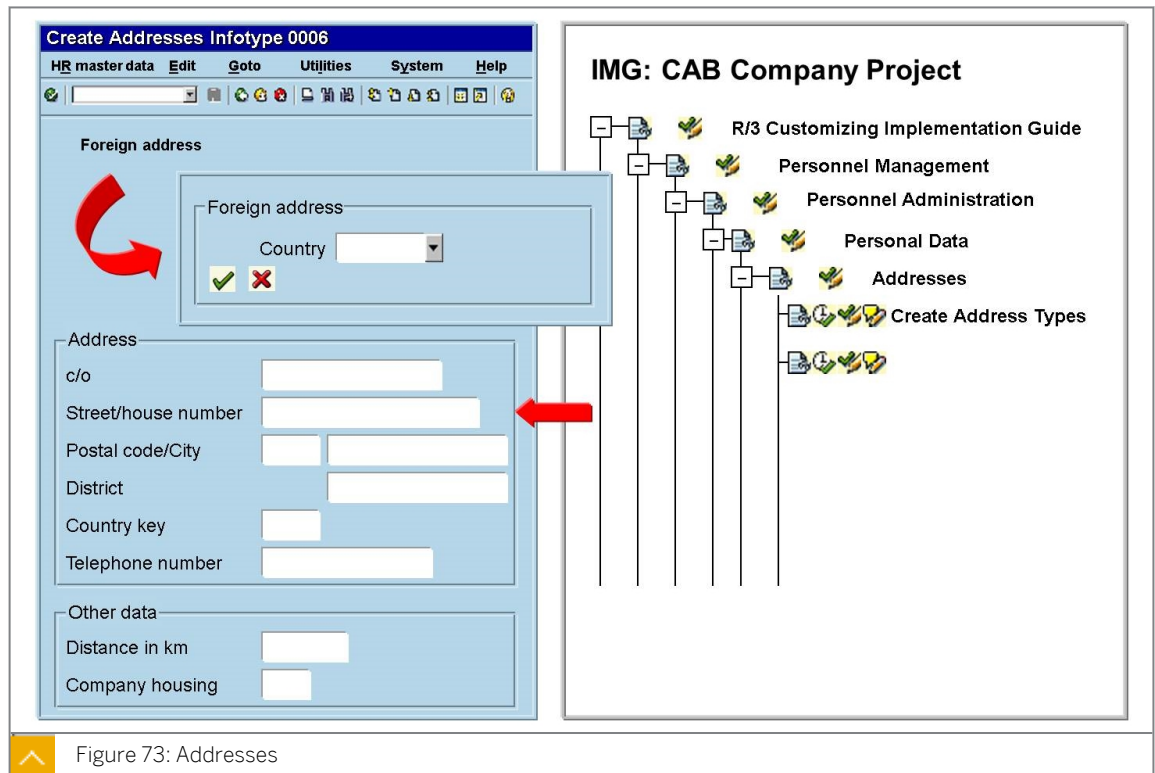 Create Addresses Infotype 0006
HR master data Edit Goto Utilities System Help
Foreign address
Foreign address
Country
Address
c/o
Street/house number
Postal code/City
District
Country key
Telephone number
Other data
Distance in km
Company housing
IMG: CAB Company Project
R/3 Customizing Implementation Guide
Personnel Management
Personnel Administration
Personal Data
Addresses
Create Address Types
Figure 73: Addresses